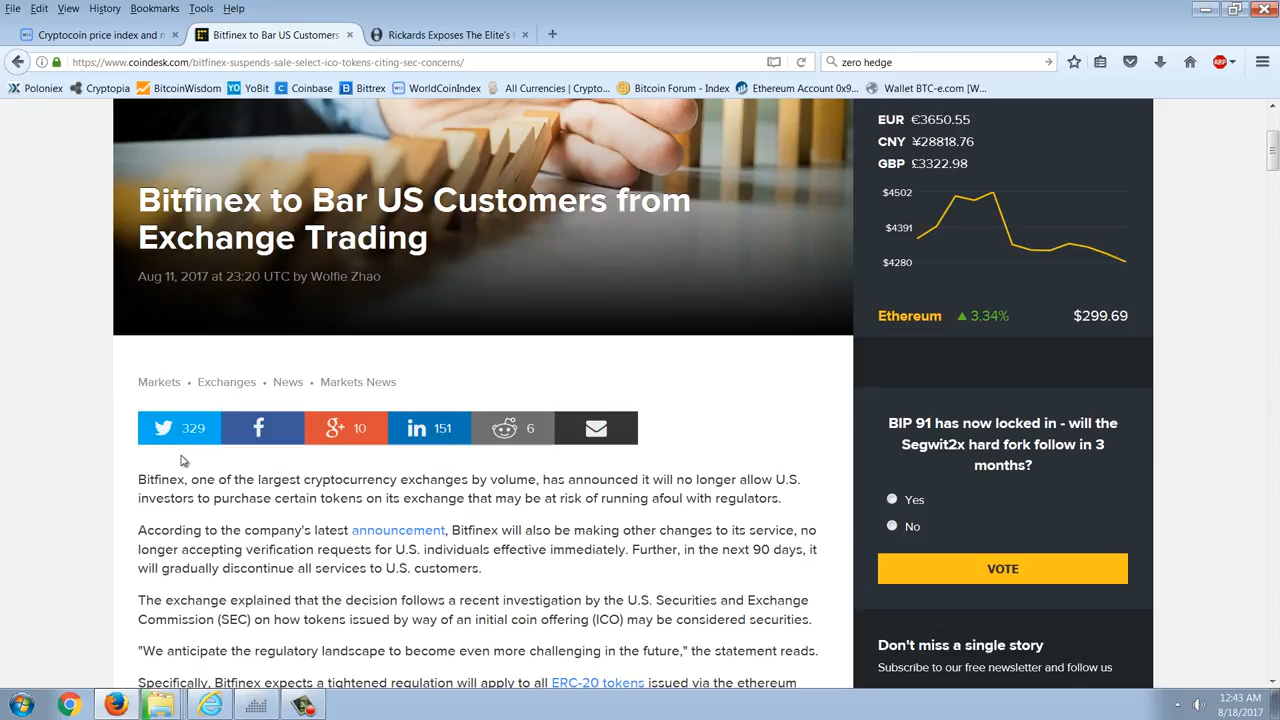 File Edit View History Bookmarks Tools Help
Cryptocoin price index and m × Bitfinex to Bar US Customers × Rickards Exposes The Elite's × +
https://www.coindesk.com/bitfinex-suspends-sale-select-ico-tokens-citing-sec-concerns/ zero hedge ABP
Poloniex Cryptopia BitcoinWisdom YoBit Coinbase Bittrex WorldCoinIndex All Currencies | Crypto... Bitcoin Forum - Index Ethereum Account 0x9... Wallet BTC-e.com [W...
Bitfinex to Bar US Customers from
Exchange Trading
Aug 11, 2017 at 23:20 UTC by Wolfie Zhao
Markets • Exchanges • News • Markets News
329 f g+ 10 in 151 6
Bitfinex, one of the largest cryptocurrency exchanges by volume, has announced it will no longer allow U.S.
investors to purchase certain tokens on its exchange that may be at risk of running afoul with regulators.
According to the company's latest announcement, Bitfinex will also be making other changes to its service, no
longer accepting verification requests for U.S. individuals effective immediately. Further, in the next 90 days, it
will gradually discontinue all services to U.S. customers.
The exchange explained that the decision follows a recent investigation by the U.S. Securities and Exchange
Commission (SEC) on how tokens issued by way of an initial coin offering (ICO) may be considered securities.
"We anticipate the regulatory landscape to become even more challenging in the future," the statement reads.
Specifically, Bitfinex expects a tightened regulation will apply to all ERC-20 tokens issued via the ethereum
EUR €3650.55
CNY ¥28818.76
GBP £3322.98
$4502
$4391
$4280
Ethereum ▲ 3.34% $299.69
BIP 91 has now locked in - will the
Segwit2x hard fork follow in 3
months?
Yes
No
VOTE
Don't miss a single story
Subscribe to our free newsletter and follow us
12:43 AM
8/18/2017